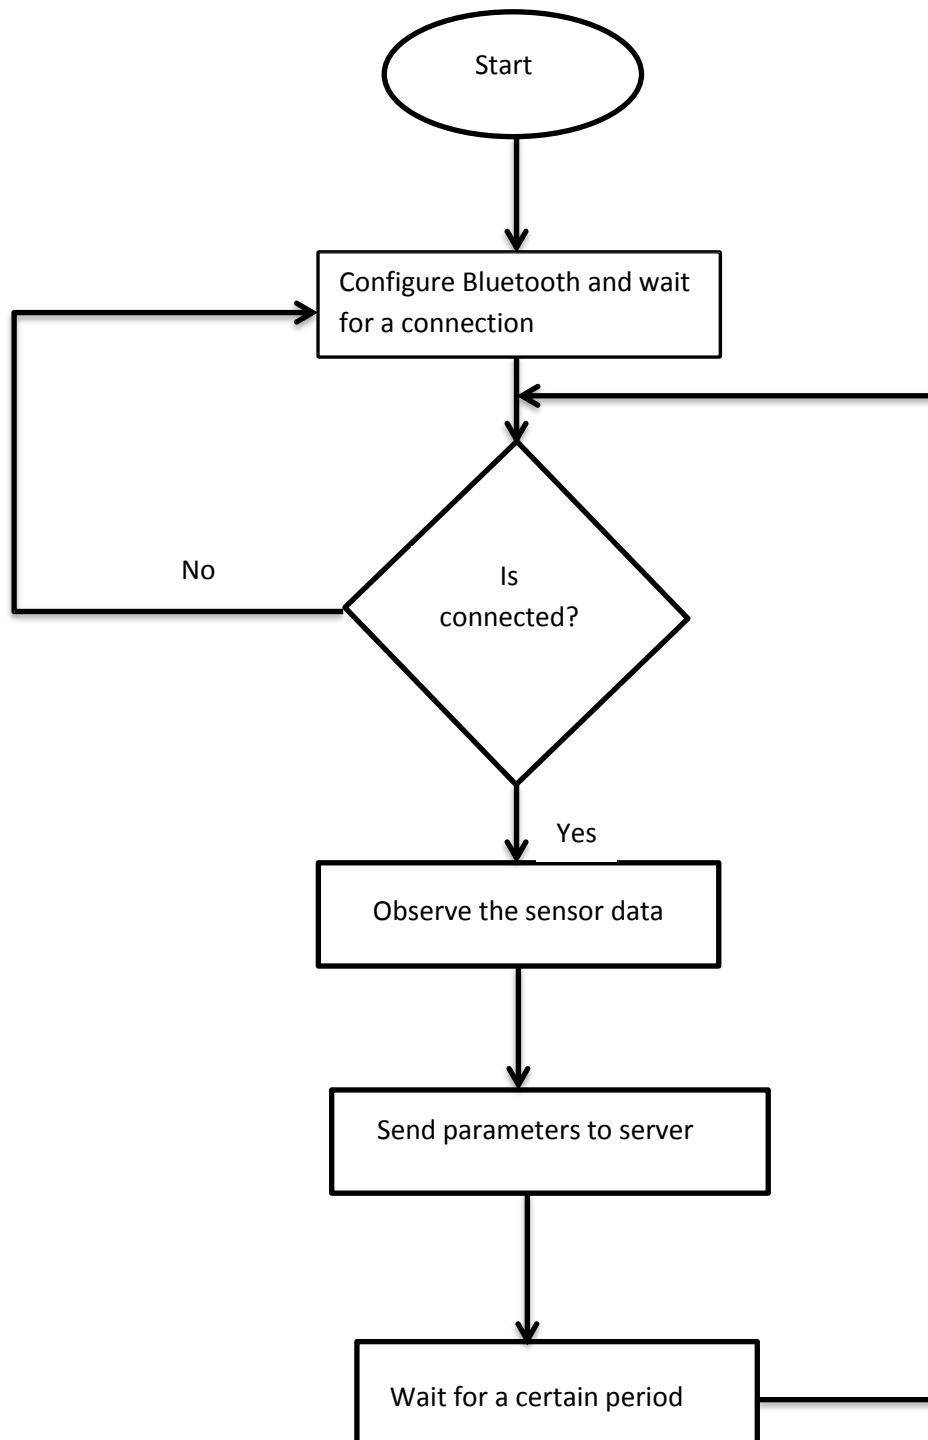 Start
Configure Bluetooth and wait
for a connection
No
Is
connected?
Yes
Observe the sensor data
Send parameters to server
Wait for a certain period